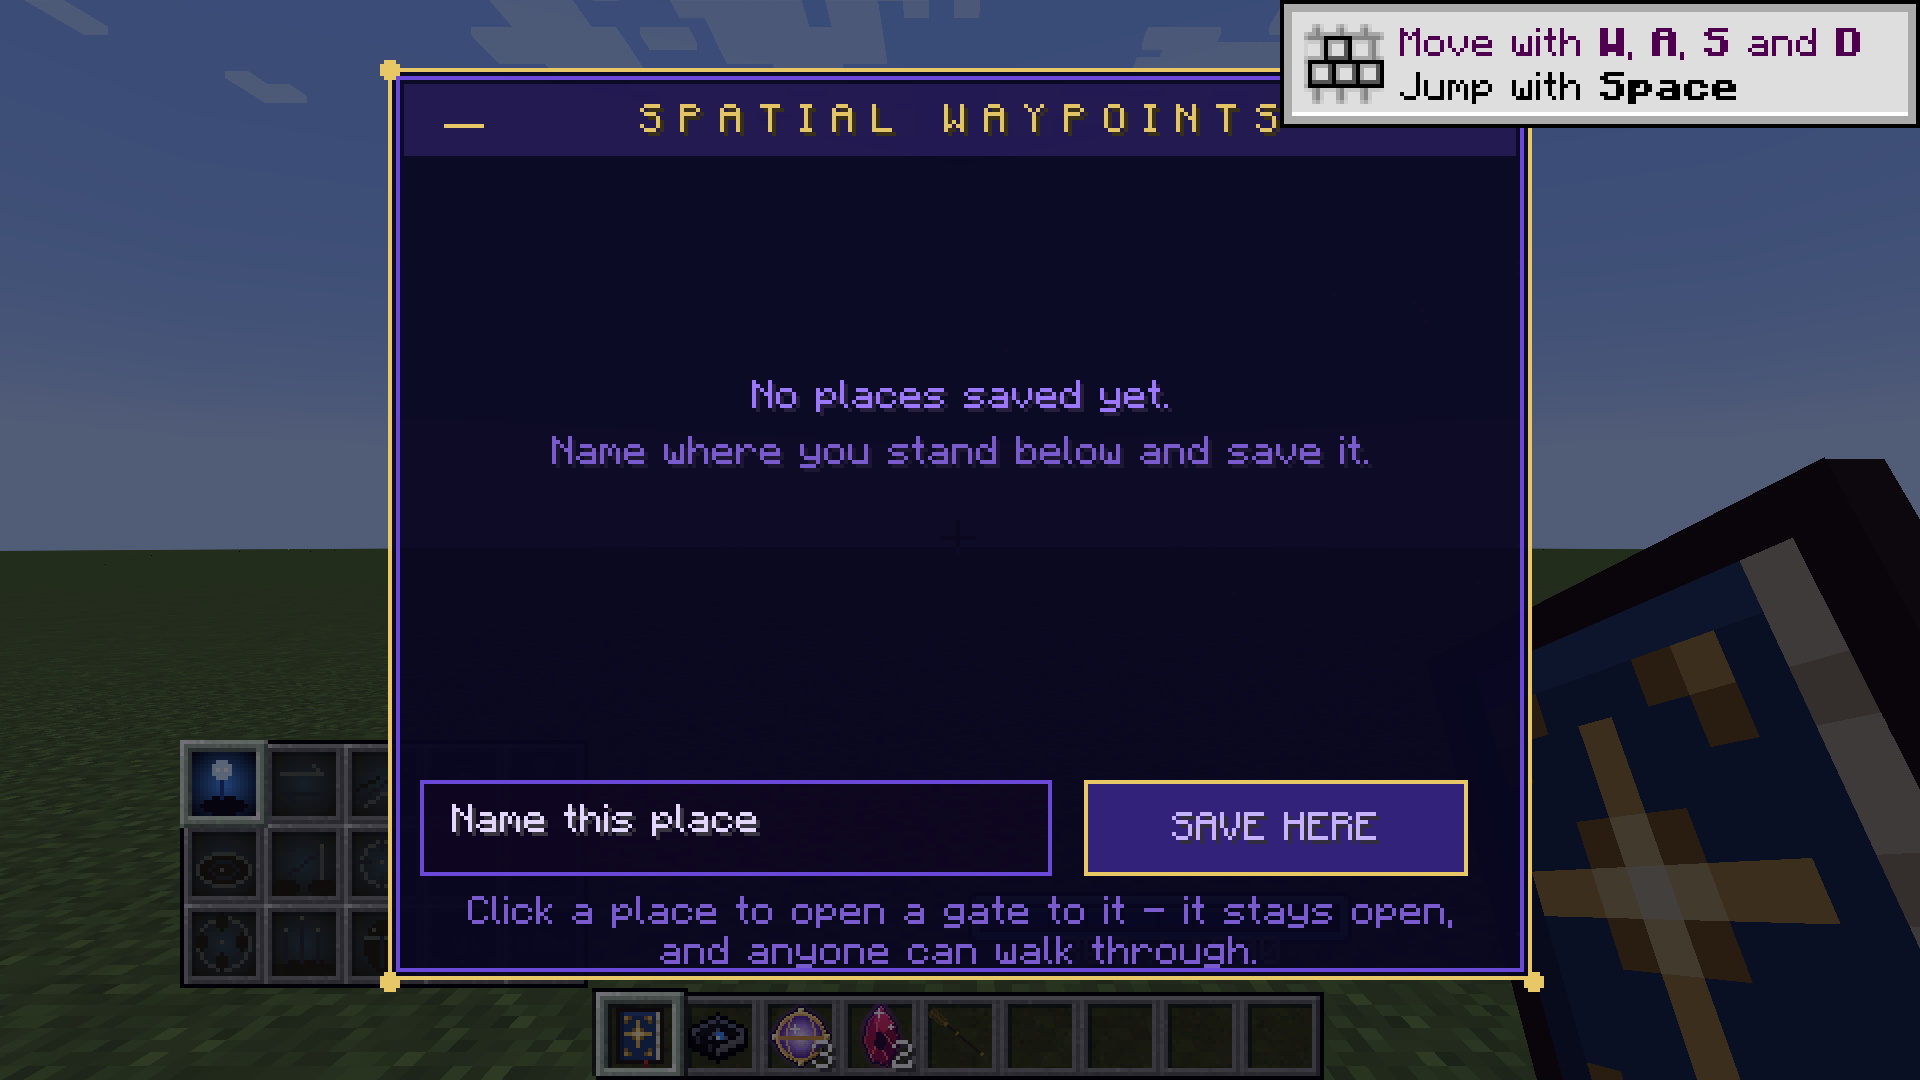 Move with W, A, S and D
Jump with Space
SPATIAL WAYPOINTS
No places saved yet.
Name where you stand below and save it.
Name this place
SAVE HERE
Click a place to open a gate to it – it stays open,
and anyone can walk through.
3
2